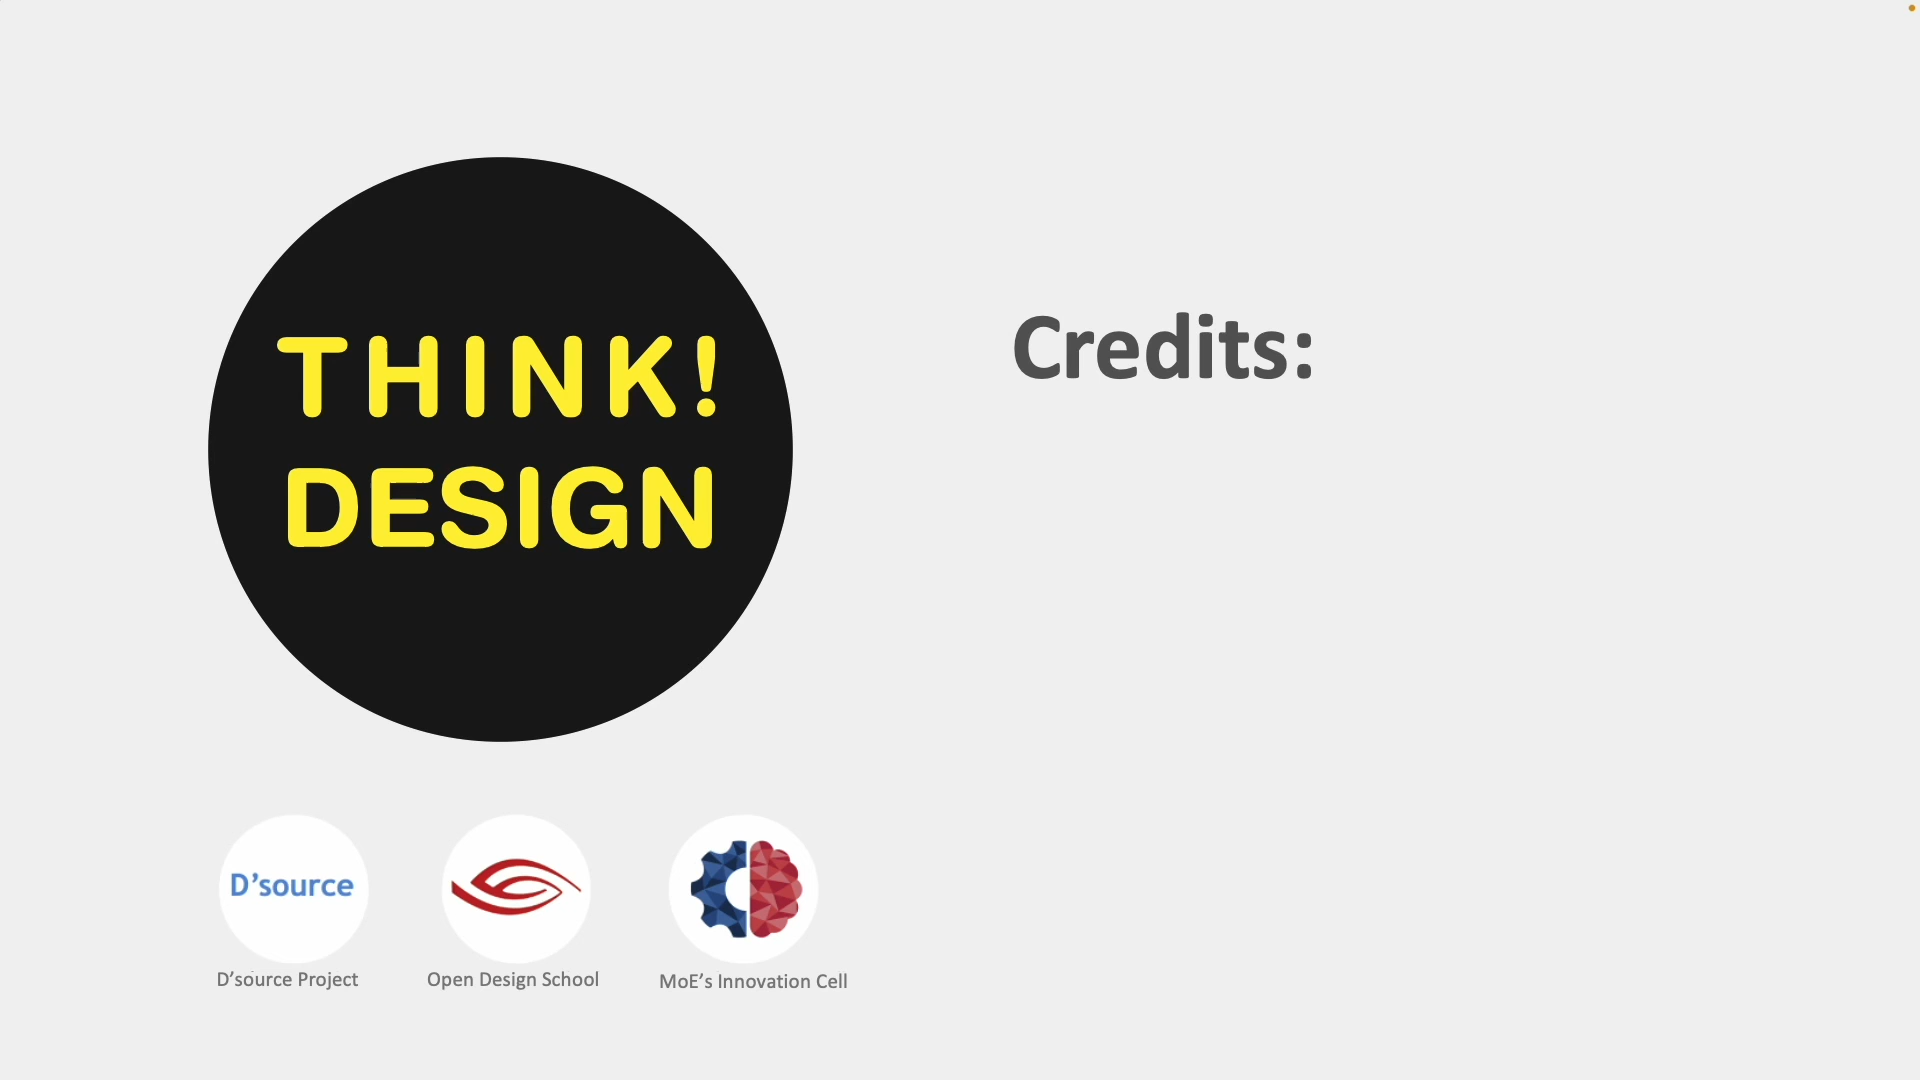 THINK!
DESIGN
Credits:
D’source
D’source Project
Open Design School
MoE’s Innovation Cell